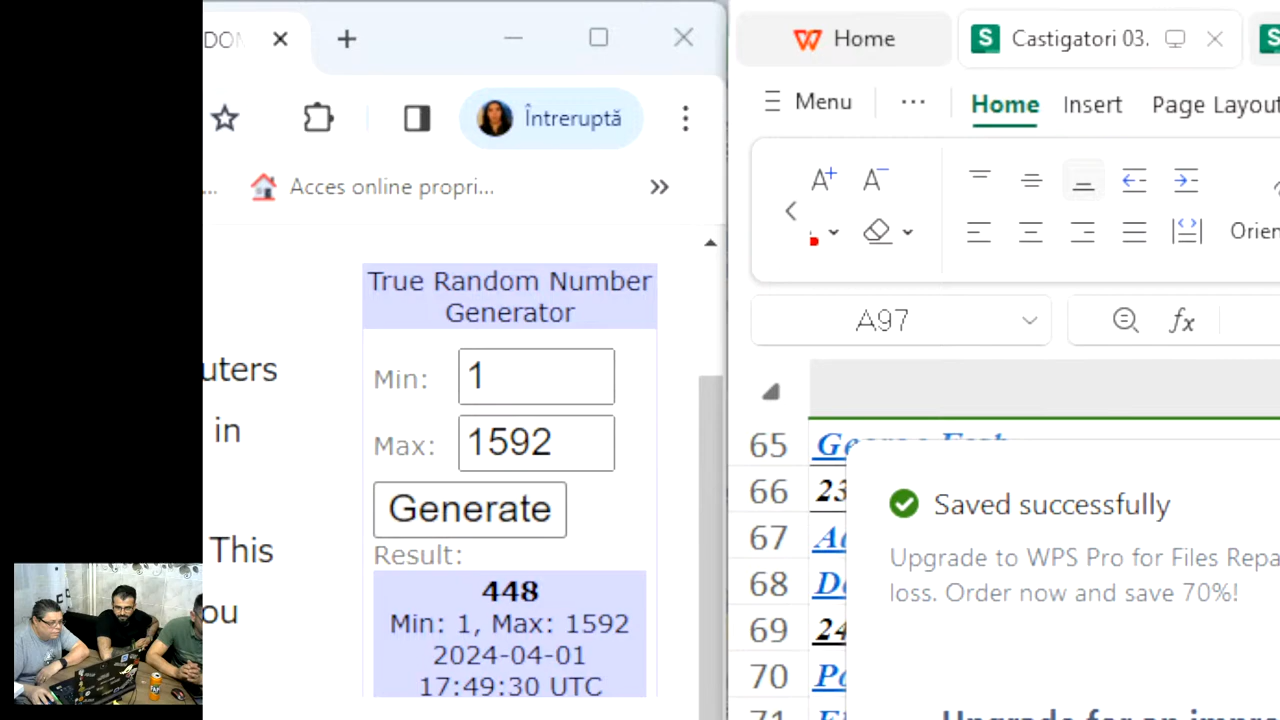 Întreruptă
Acces online propri...
»
True Random Number
Generator
Min: 1
Max: 1592
Generate
Result:
448
Min: 1, Max: 1592
2024-04-01
17:49:30 UTC
uters
in
This
ou
Home
Castigatori 03.
Menu
...
Home
Insert
Page Layou
Orien
A97
fx
65
66 23
67
68
69 24
70
Saved successfully
Upgrade to WPS Pro for Files Repa
loss. Order now and save 70%!